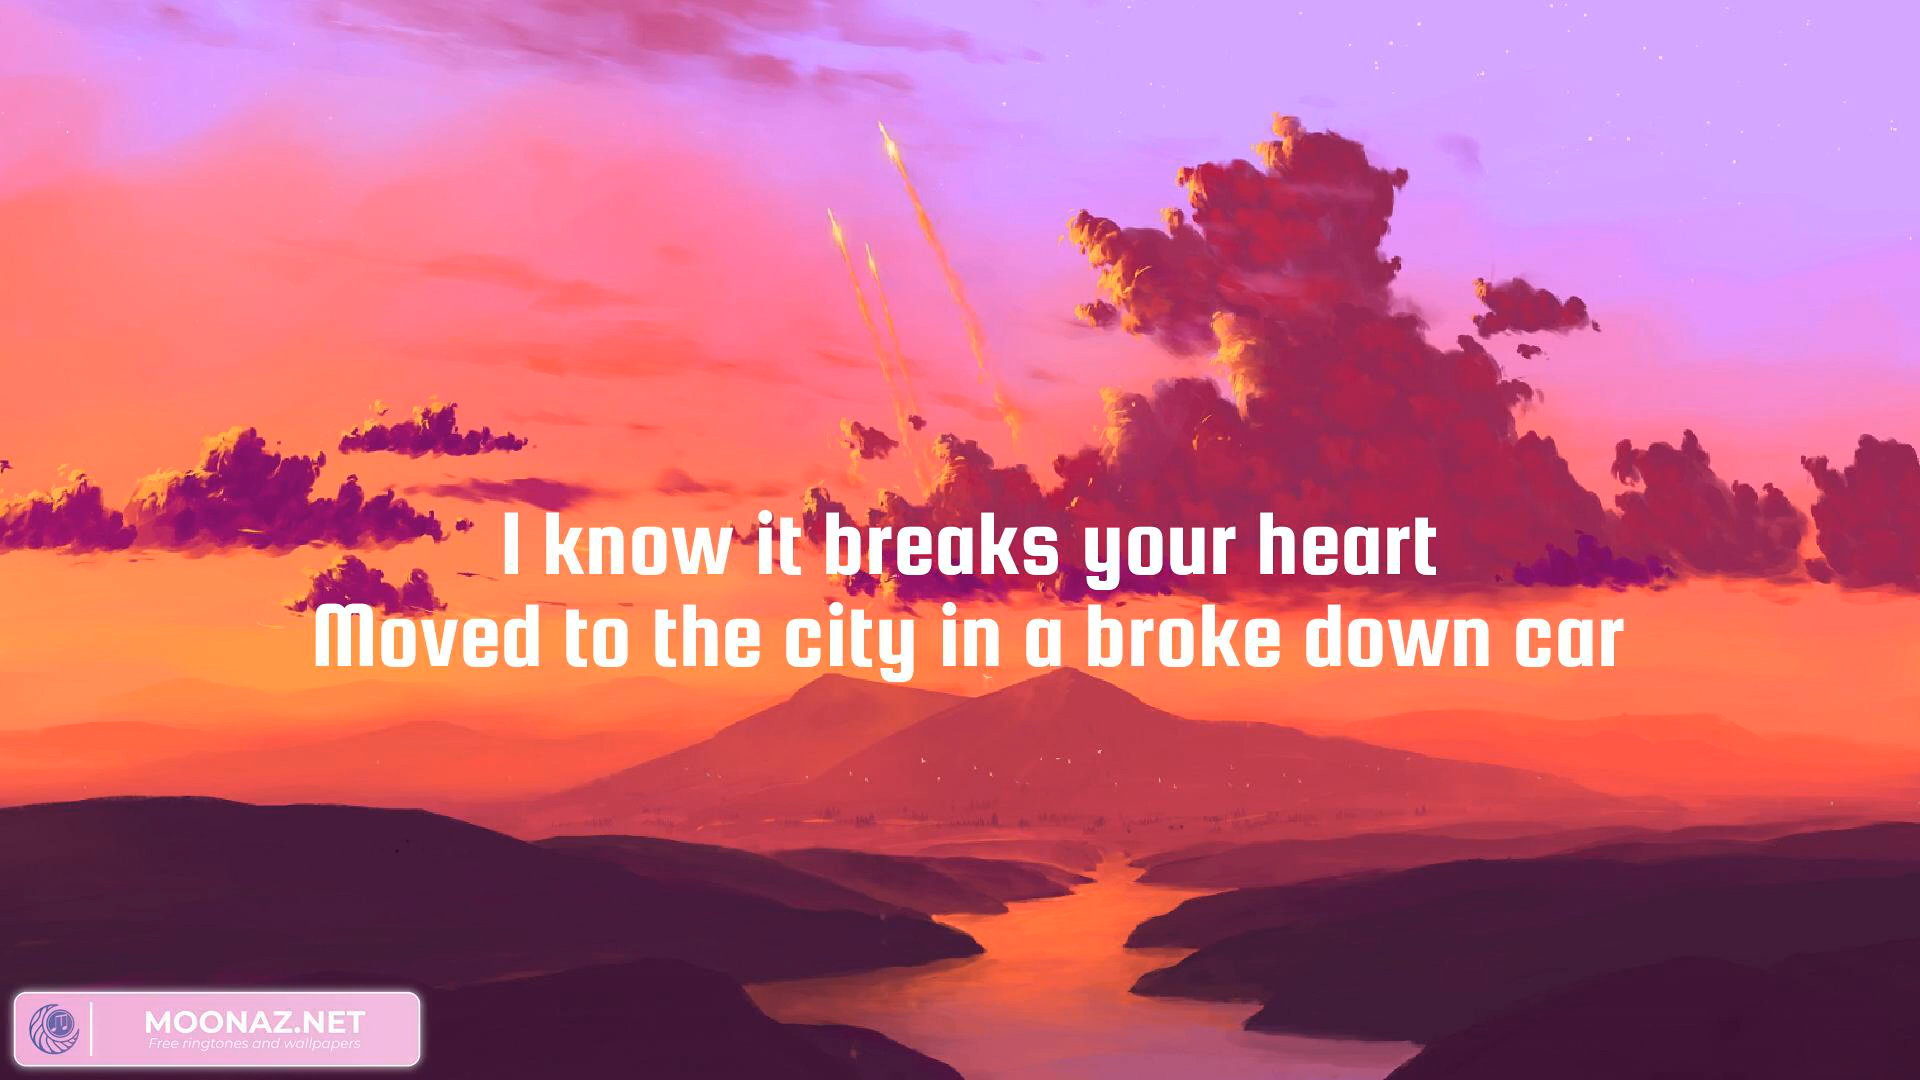 I know it breaks your heart
Moved to the city in a broke down car
MOONAZ.NET
Free ringtones and wallpapers